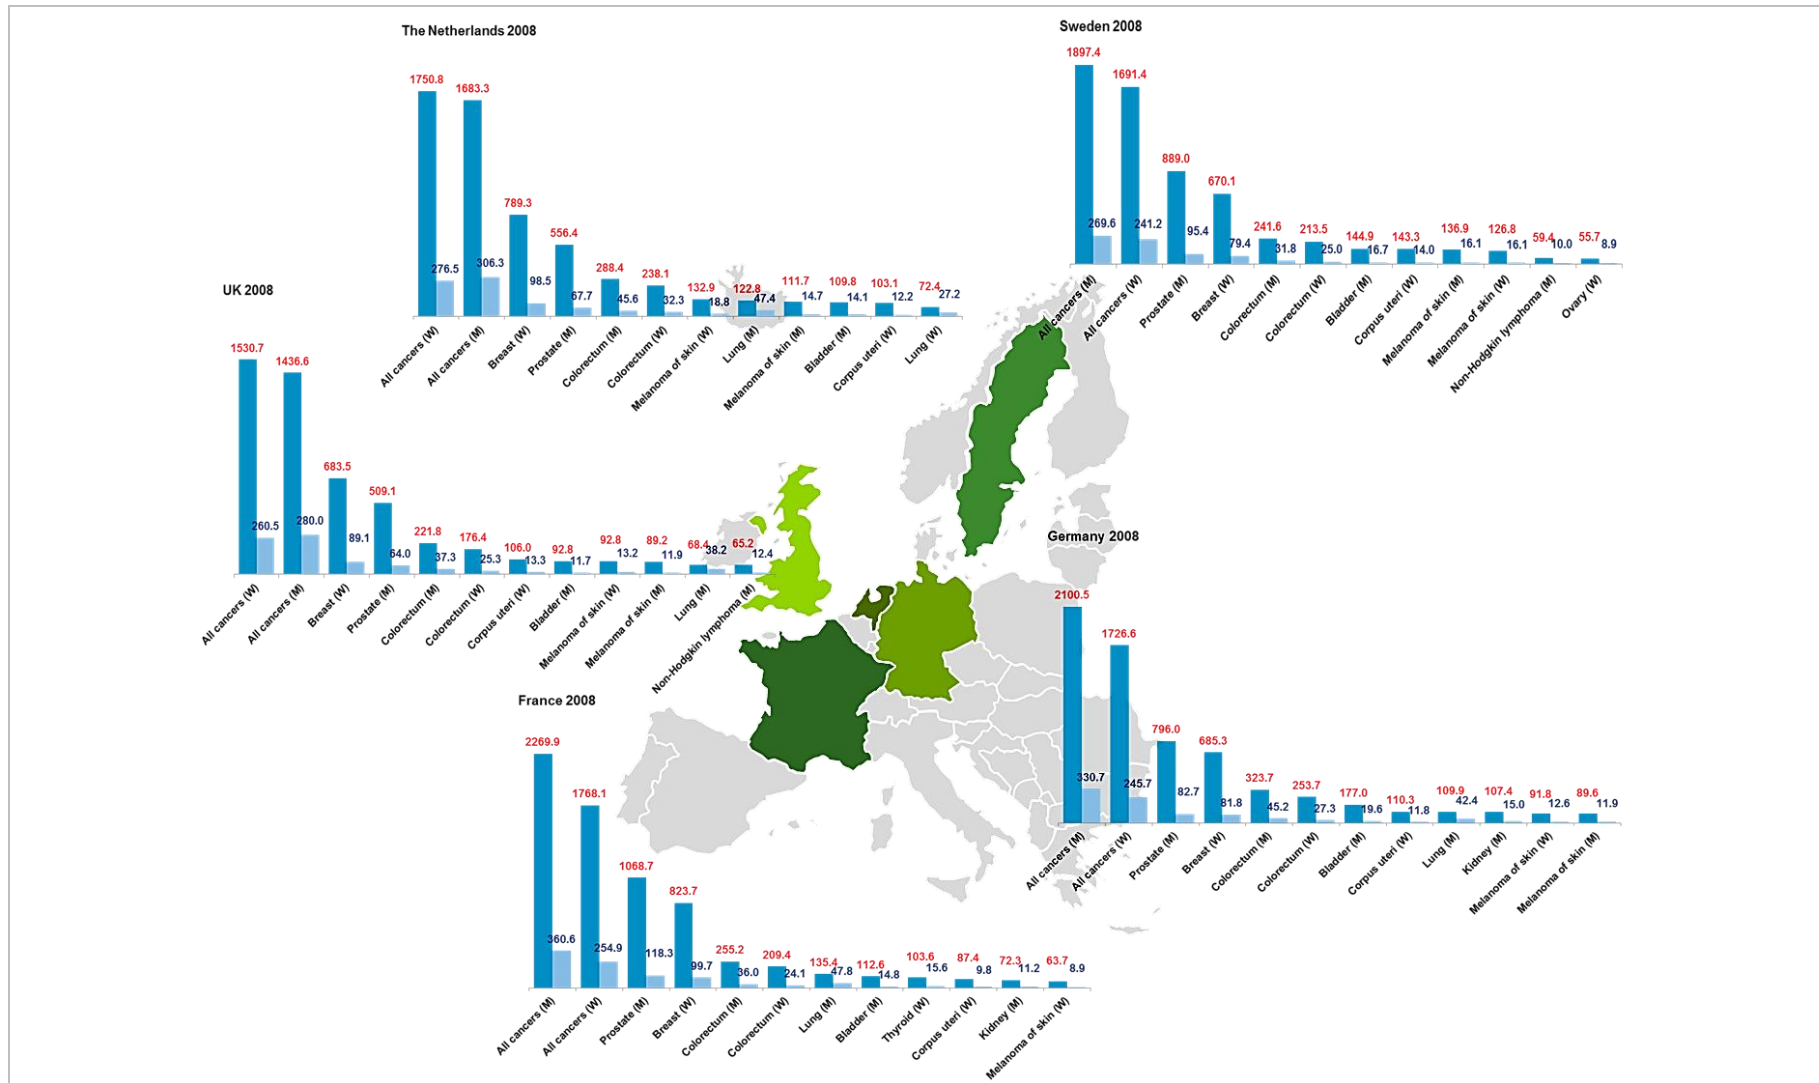 The Netherlands 2008
1750.8
1683.3
789.3
556.4
288.4
238.1
132.9
122.8
111.7
109.8
103.1
72.4
276.5
306.3
98.5
67.7
45.6
32.3
18.8
47.4
14.7
14.1
12.2
27.2
All cancers (W)
All cancers (M)
Breast (W)
Prostate (M)
Colorectum (M)
Colorectum (W)
Melanoma of skin (W)
Lung (M)
Melanoma of skin (M)
Bladder (M)
Corpus uteri (W)
Lung (W)
Sweden 2008
1897.4
1691.4
889.0
670.1
241.6
213.5
144.9
143.3
136.9
126.8
59.4
55.7
269.6
241.2
95.4
79.4
31.8
25.0
16.7
14.0
16.1
16.1
10.0
8.9
All cancers (M)
All cancers (W)
Prostate (M)
Breast (W)
Colorectum (M)
Colorectum (W)
Bladder (M)
Corpus uteri (W)
Melanoma of skin (M)
Melanoma of skin (W)
Non-Hodgkin lymphoma (M)
Ovary (W)
UK 2008
1530.7
1436.6
683.5
509.1
221.8
176.4
106.0
92.8
92.8
89.2
68.4
65.2
260.5
280.0
89.1
64.0
37.3
25.3
13.3
11.7
13.2
11.9
38.2
12.4
All cancers (W)
All cancers (M)
Breast (W)
Prostate (M)
Colorectum (M)
Colorectum (W)
Corpus uteri (W)
Bladder (M)
Melanoma of skin (W)
Melanoma of skin (M)
Lung (M)
Non-Hodgkin lymphoma (M)
Germany 2008
2100.5
1726.6
796.0
685.3
323.7
253.7
177.0
110.3
109.9
107.4
91.8
89.6
330.7
245.7
82.7
81.8
45.2
27.3
19.6
11.8
42.4
15.0
12.6
11.9
All cancers (M)
All cancers (W)
Prostate (M)
Breast (W)
Colorectum (M)
Colorectum (W)
Bladder (M)
Corpus uteri (W)
Lung (M)
Kidney (M)
Melanoma of skin (W)
Melanoma of skin (M)
France 2008
2269.9
1768.1
1068.7
823.7
255.2
209.4
135.4
112.6
103.6
87.4
72.3
63.7
360.6
254.9
118.3
99.7
36.0
24.1
47.8
14.8
15.6
9.8
11.2
8.9
All cancers (M)
All cancers (W)
Prostate (M)
Breast (W)
Colorectum (M)
Colorectum (W)
Lung (M)
Bladder (M)
Thyroid (W)
Corpus uteri (W)
Kidney (M)
Melanoma of skin (W)